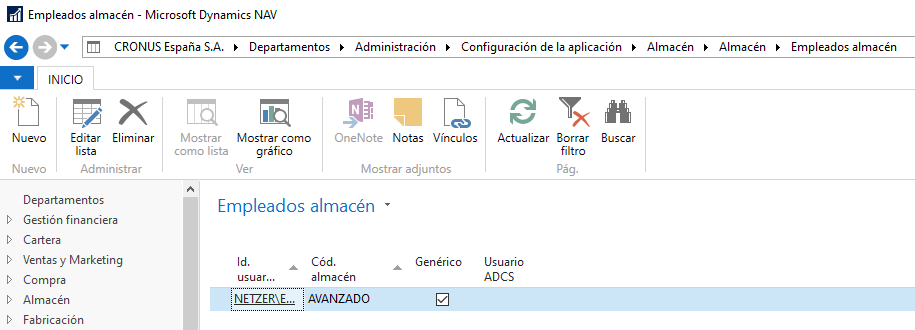 Empleados almacén - Microsoft Dynamics NAV
CRONUS España S.A. Departamentos Administración Configuración de la aplicación Almacén Almacén Empleados almacén
INICIO
Nuevo Editar lista Eliminar Mostrar como lista Mostrar como gráfico OneNote Notas Vínculos Actualizar Borrar filtro Buscar
Nuevo Administrar Ver Mostrar adjuntos Pág.
Departamentos
Gestión financiera
Cartera
Ventas y Marketing
Compra
Almacén
Fabricación
Empleados almacén
Id. usuar... Cód. almacén Genérico Usuario ADCS
NETZER\E... AVANZADO